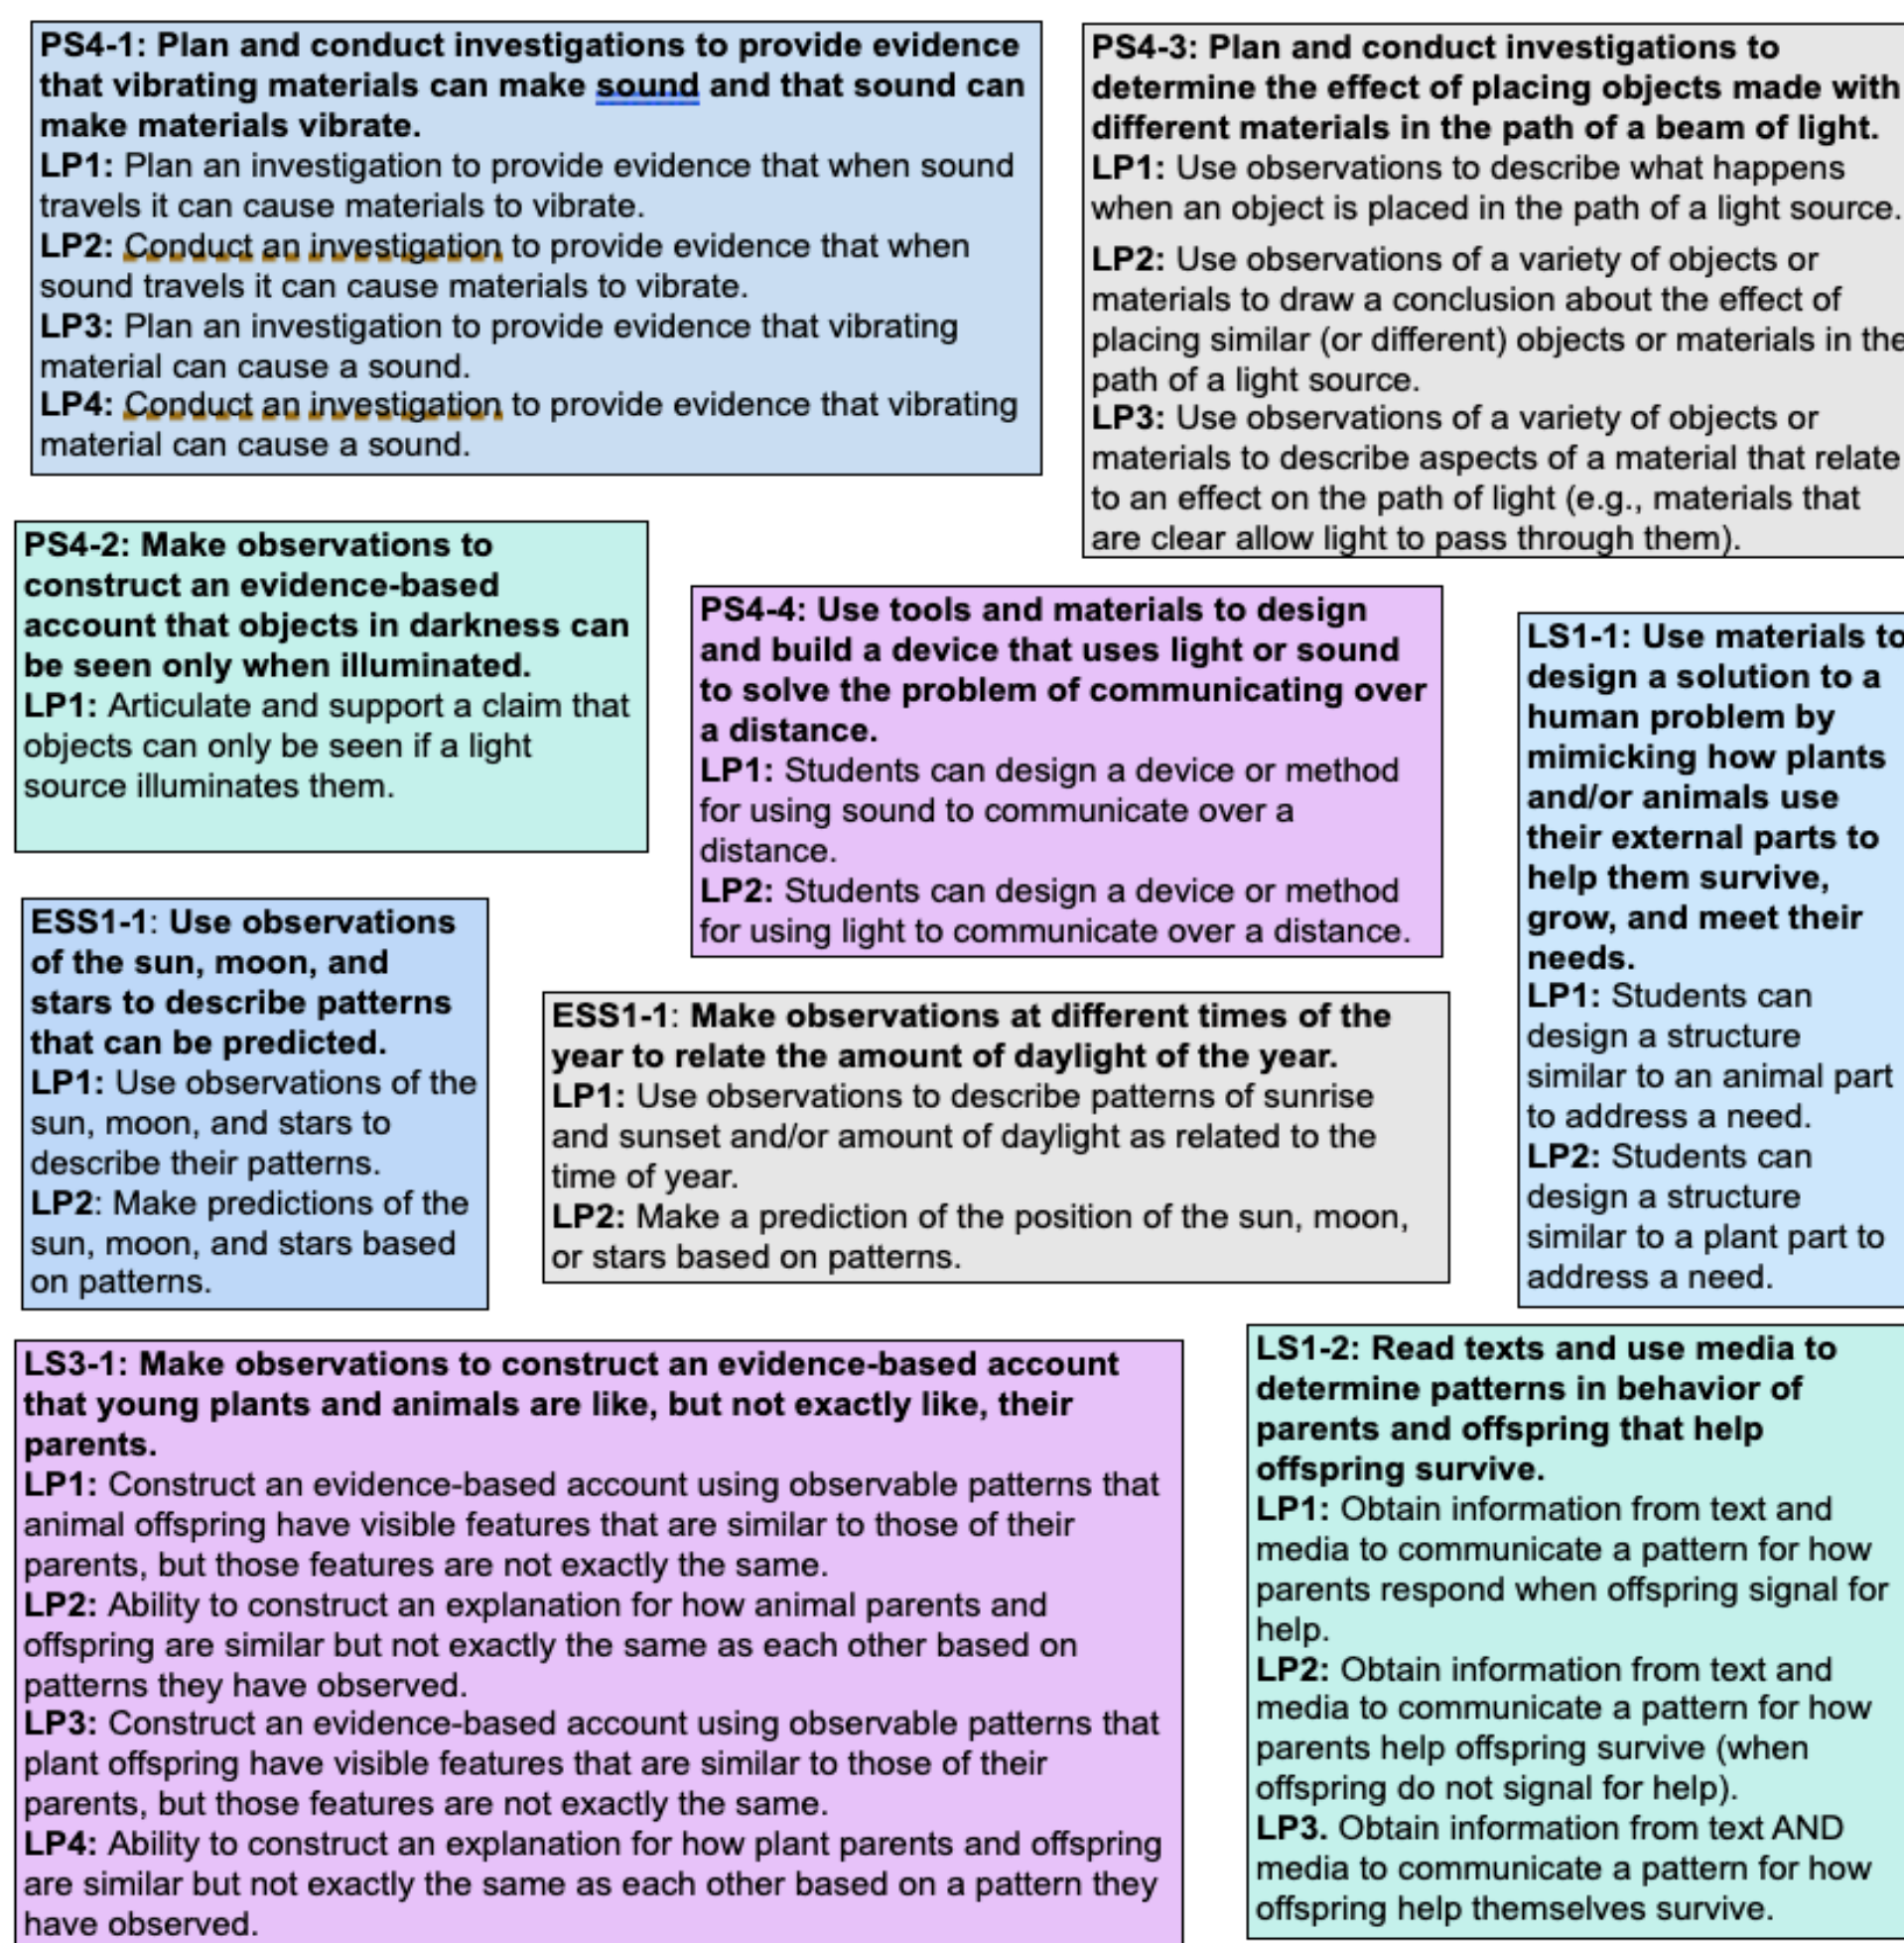 PS4-1: Plan and conduct investigations to provide evidence
that vibrating materials can make sound and that sound can
make materials vibrate.
LP1: Plan an investigation to provide evidence that when sound
travels it can cause materials to vibrate.
LP2: Conduct an investigation to provide evidence that when
sound travels it can cause materials to vibrate.
LP3: Plan an investigation to provide evidence that vibrating
material can cause a sound.
LP4: Conduct an investigation to provide evidence that vibrating
material can cause a sound.
PS4-3: Plan and conduct investigations to
determine the effect of placing objects made with
different materials in the path of a beam of light.
LP1: Use observations to describe what happens
when an object is placed in the path of a light source.
LP2: Use observations of a variety of objects or
materials to draw a conclusion about the effect of
placing similar (or different) objects or materials in the
path of a light source.
LP3: Use observations of a variety of objects or
materials to describe aspects of a material that relate
to an effect on the path of light (e.g., materials that
are clear allow light to pass through them).
PS4-2: Make observations to
construct an evidence-based
account that objects in darkness can
be seen only when illuminated.
LP1: Articulate and support a claim that
objects can only be seen if a light
source illuminates them.
PS4-4: Use tools and materials to design
and build a device that uses light or sound
to solve the problem of communicating over
a distance.
LP1: Students can design a device or method
for using sound to communicate over a
distance.
LP2: Students can design a device or method
for using light to communicate over a distance.
LS1-1: Use materials to
design a solution to a
human problem by
mimicking how plants
and/or animals use
their external parts to
help them survive,
grow, and meet their
needs.
LP1: Students can
design a structure
similar to an animal part
to address a need.
LP2: Students can
design a structure
similar to a plant part to
address a need.
ESS1-1: Use observations
of the sun, moon, and
stars to describe patterns
that can be predicted.
LP1: Use observations of the
sun, moon, and stars to
describe their patterns.
LP2: Make predictions of the
sun, moon, and stars based
on patterns.
ESS1-1: Make observations at different times of the
year to relate the amount of daylight of the year.
LP1: Use observations to describe patterns of sunrise
and sunset and/or amount of daylight as related to the
time of year.
LP2: Make a prediction of the position of the sun, moon,
or stars based on patterns.
LS3-1: Make observations to construct an evidence-based account
that young plants and animals are like, but not exactly like, their
parents.
LP1: Construct an evidence-based account using observable patterns that
animal offspring have visible features that are similar to those of their
parents, but those features are not exactly the same.
LP2: Ability to construct an explanation for how animal parents and
offspring are similar but not exactly the same as each other based on
patterns they have observed.
LP3: Construct an evidence-based account using observable patterns that
plant offspring have visible features that are similar to those of their
parents, but those features are not exactly the same.
LP4: Ability to construct an explanation for how plant parents and offspring
are similar but not exactly the same as each other based on a pattern they
have observed.
LS1-2: Read texts and use media to
determine patterns in behavior of
parents and offspring that help
offspring survive.
LP1: Obtain information from text and
media to communicate a pattern for how
parents respond when offspring signal for
help.
LP2: Obtain information from text and
media to communicate a pattern for how
parents help offspring survive (when
offspring do not signal for help).
LP3. Obtain information from text AND
media to communicate a pattern for how
offspring help themselves survive.